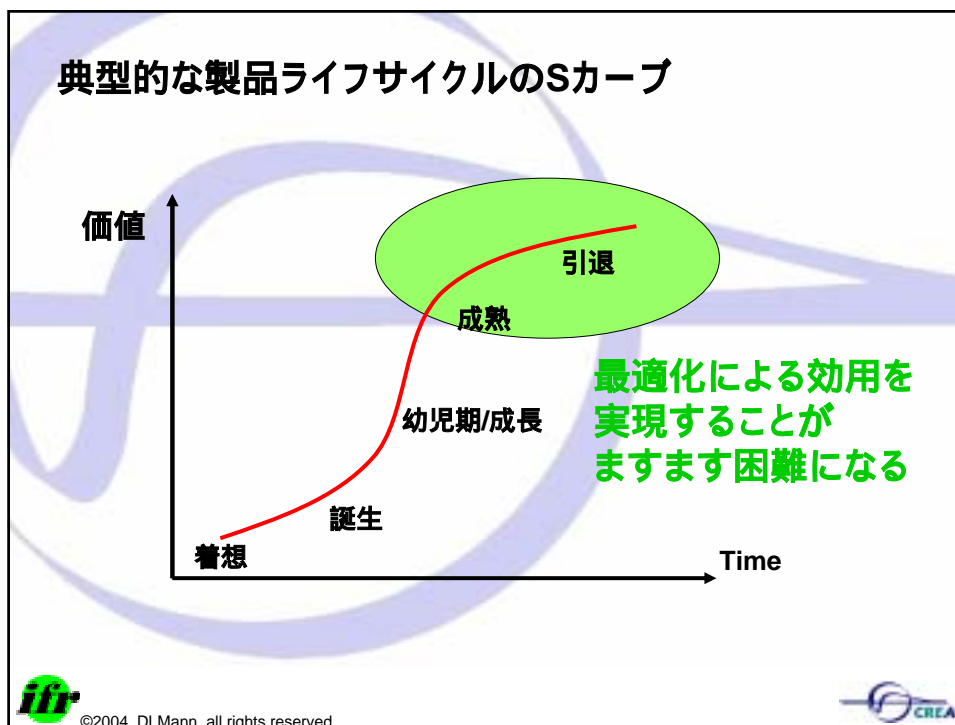 典型的な製品ライフサイクルのSカーブ
価値
引退
成熟
最適化による効用を
実現することが
ますます困難になる
幼児期/成長
誕生
着想
Time
ifr
©2004, DLMann, all rights reserved
CREA